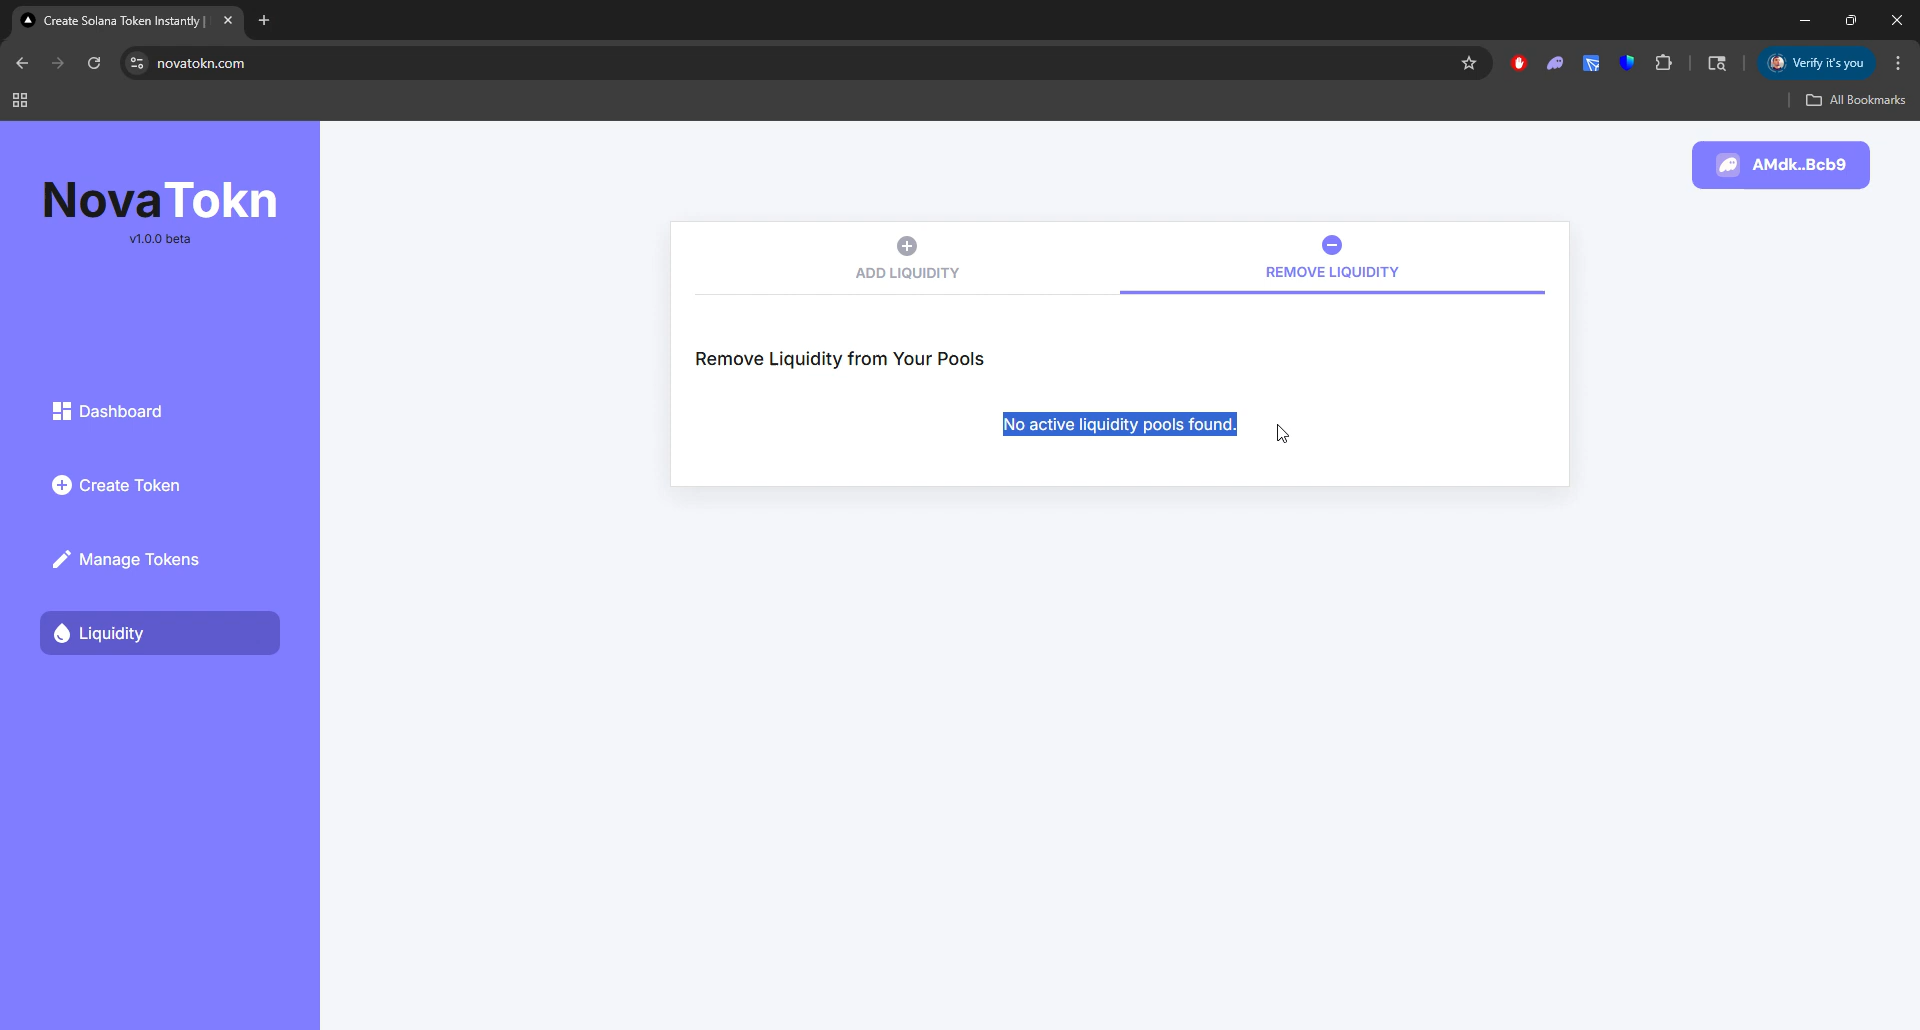 Create Solana Token Instantly |
novatokn.com
Verify it's you
All Bookmarks
NovaTokn
v1.0.0 beta
AMdk..Bcb9
ADD LIQUIDITY
REMOVE LIQUIDITY
Remove Liquidity from Your Pools
No active liquidity pools found.
Dashboard
Create Token
Manage Tokens
Liquidity